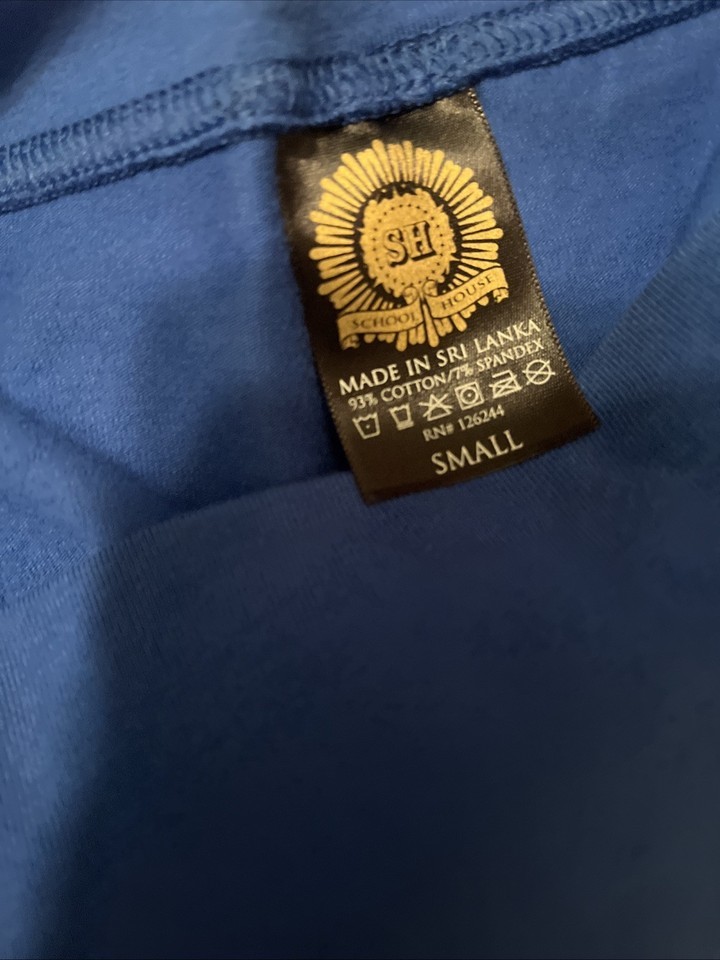 SH
SCHOOL HOUSE
MADE IN SRI LANKA
93% COTTON/7% SPANDEX
RN# 126244
SMALL